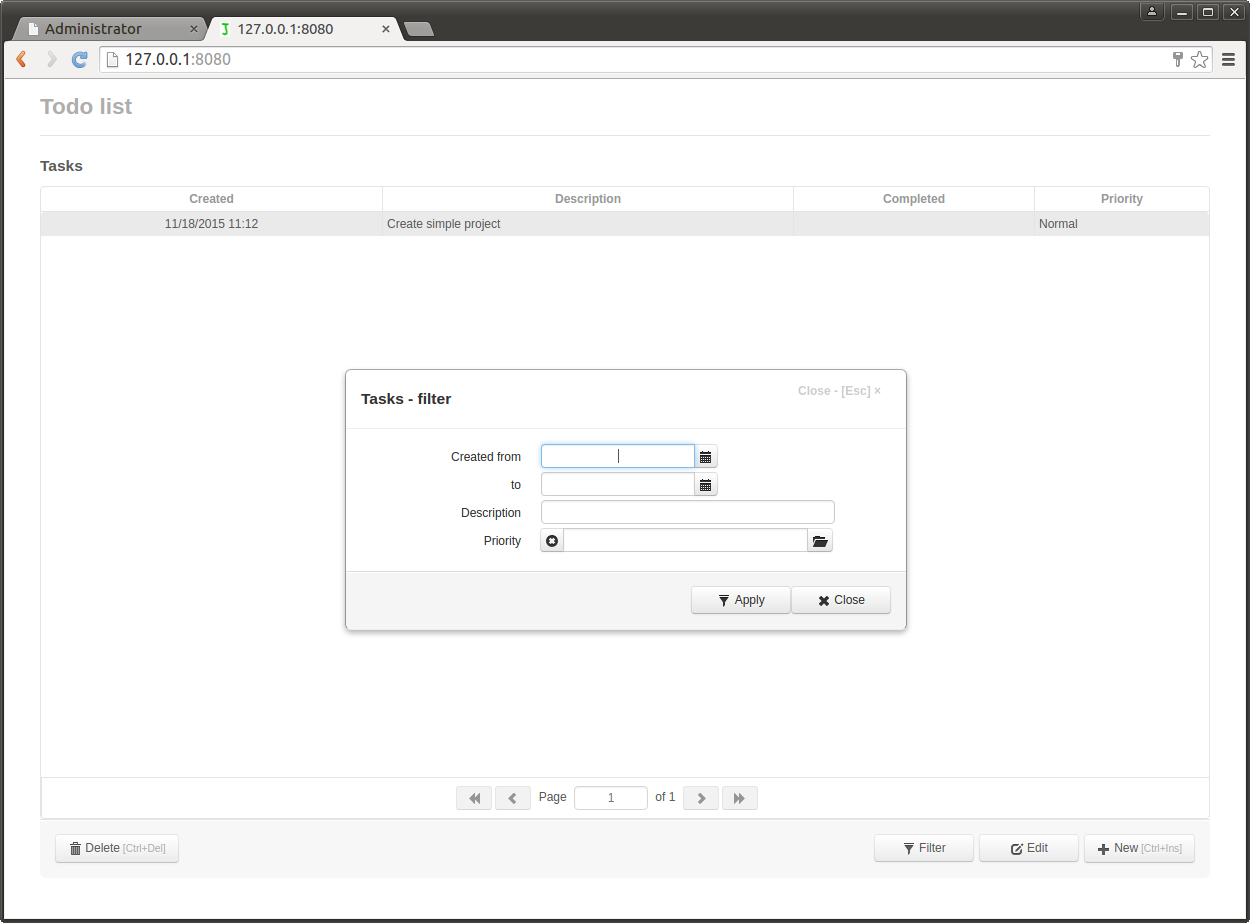 Administrator × 127.0.0.1:8080 ×
127.0.0.1:8080
Todo list
Tasks
Created Description Completed Priority
11/18/2015 11:12 Create simple project Normal
Tasks - filter Close - [Esc] ×
Created from
to
Description
Priority
Apply Close
Page 1 of 1
Delete [Ctrl+Del] Filter Edit New [Ctrl+Ins]